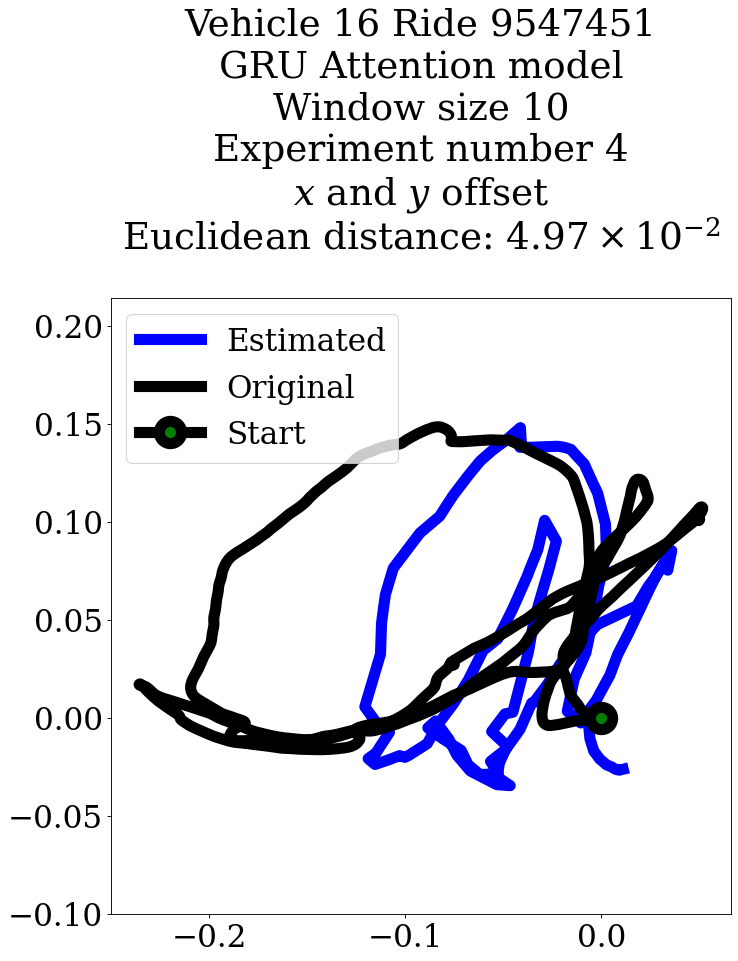 Vehicle 16 Ride 9547451
GRU Attention model
Window size 10
Experiment number 4
x and y offset
Euclidean distance: 4.97 × 10⁻²
Estimated
Original
Start
0.20
0.15
0.10
0.05
0.00
−0.05
−0.10
−0.2 −0.1 0.0